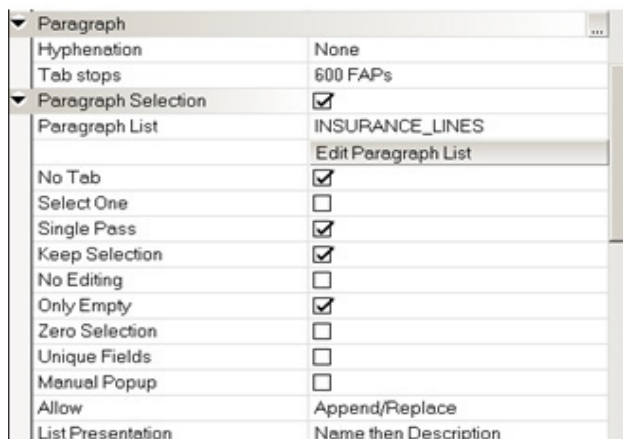 Paragraph ...
Hyphenation None
Tab stops 600 FAPs
Paragraph Selection
Paragraph List INSURANCE_LINES
Edit Paragraph List
No Tab
Select One
Single Pass
Keep Selection
No Editing
Only Empty
Zero Selection
Unique Fields
Manual Popup
Allow Append/Replace
List Presentation Name then Description